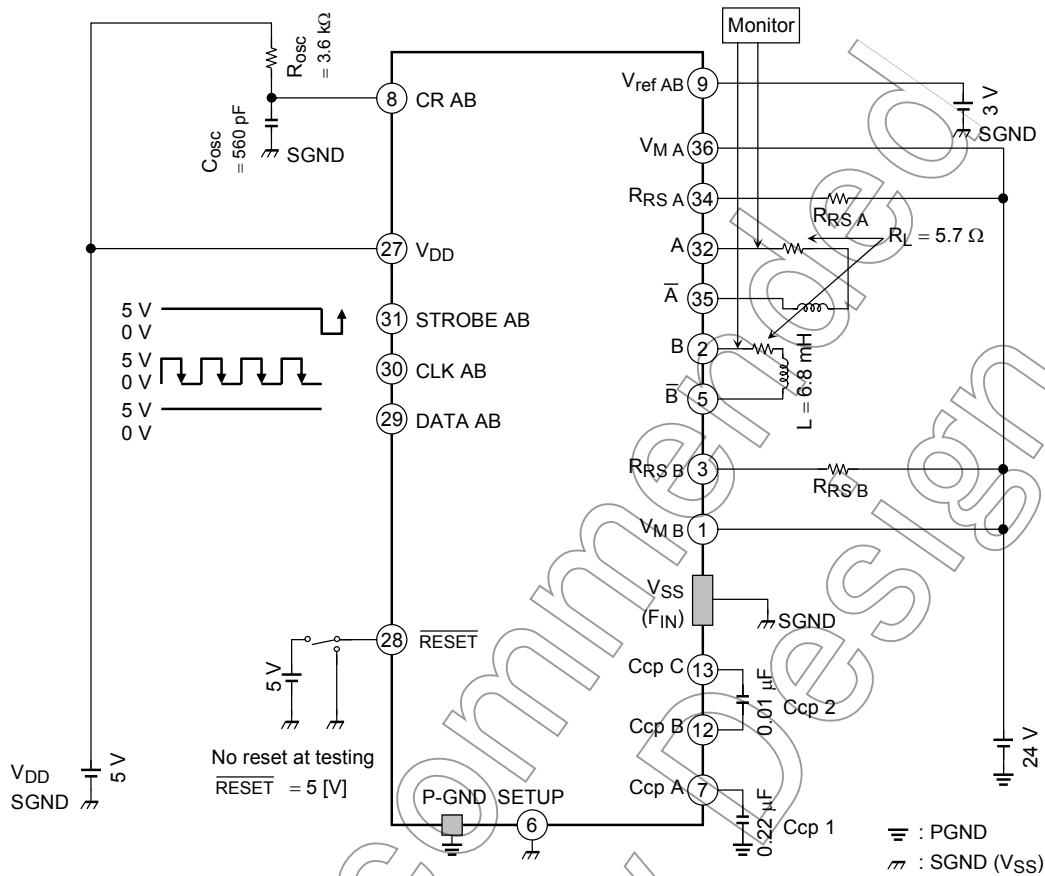 Monitor
Rosc
= 3.6 kΩ
Cosc
= 560 pF
SGND
8 CR AB
Vref AB 9
3 V
SGND
VM A 36
RRS A 34
RRS A
RL = 5.7 Ω
27 VDD
A 32
A̅ 35
5 V
0 V
31 STROBE AB
B 2
5 V
0 V
30 CLK AB
B̅ 5
L = 6.8 mH
5 V
0 V
29 DATA AB
RRS B 3
RRS B
VM B 1
VSS
(FIN)
SGND
28 R̅E̅S̅E̅T̅
5 V
Ccp C 13
0.01 μF
Ccp 2
Ccp B 12
No reset at testing
R̅E̅S̅E̅T̅ = 5 [V]
VDD
5 V
SGND
24 V
Ccp A 7
0.22 μF
Ccp 1
P-GND
SETUP
6
: PGND
: SGND (VSS)
commended
Design